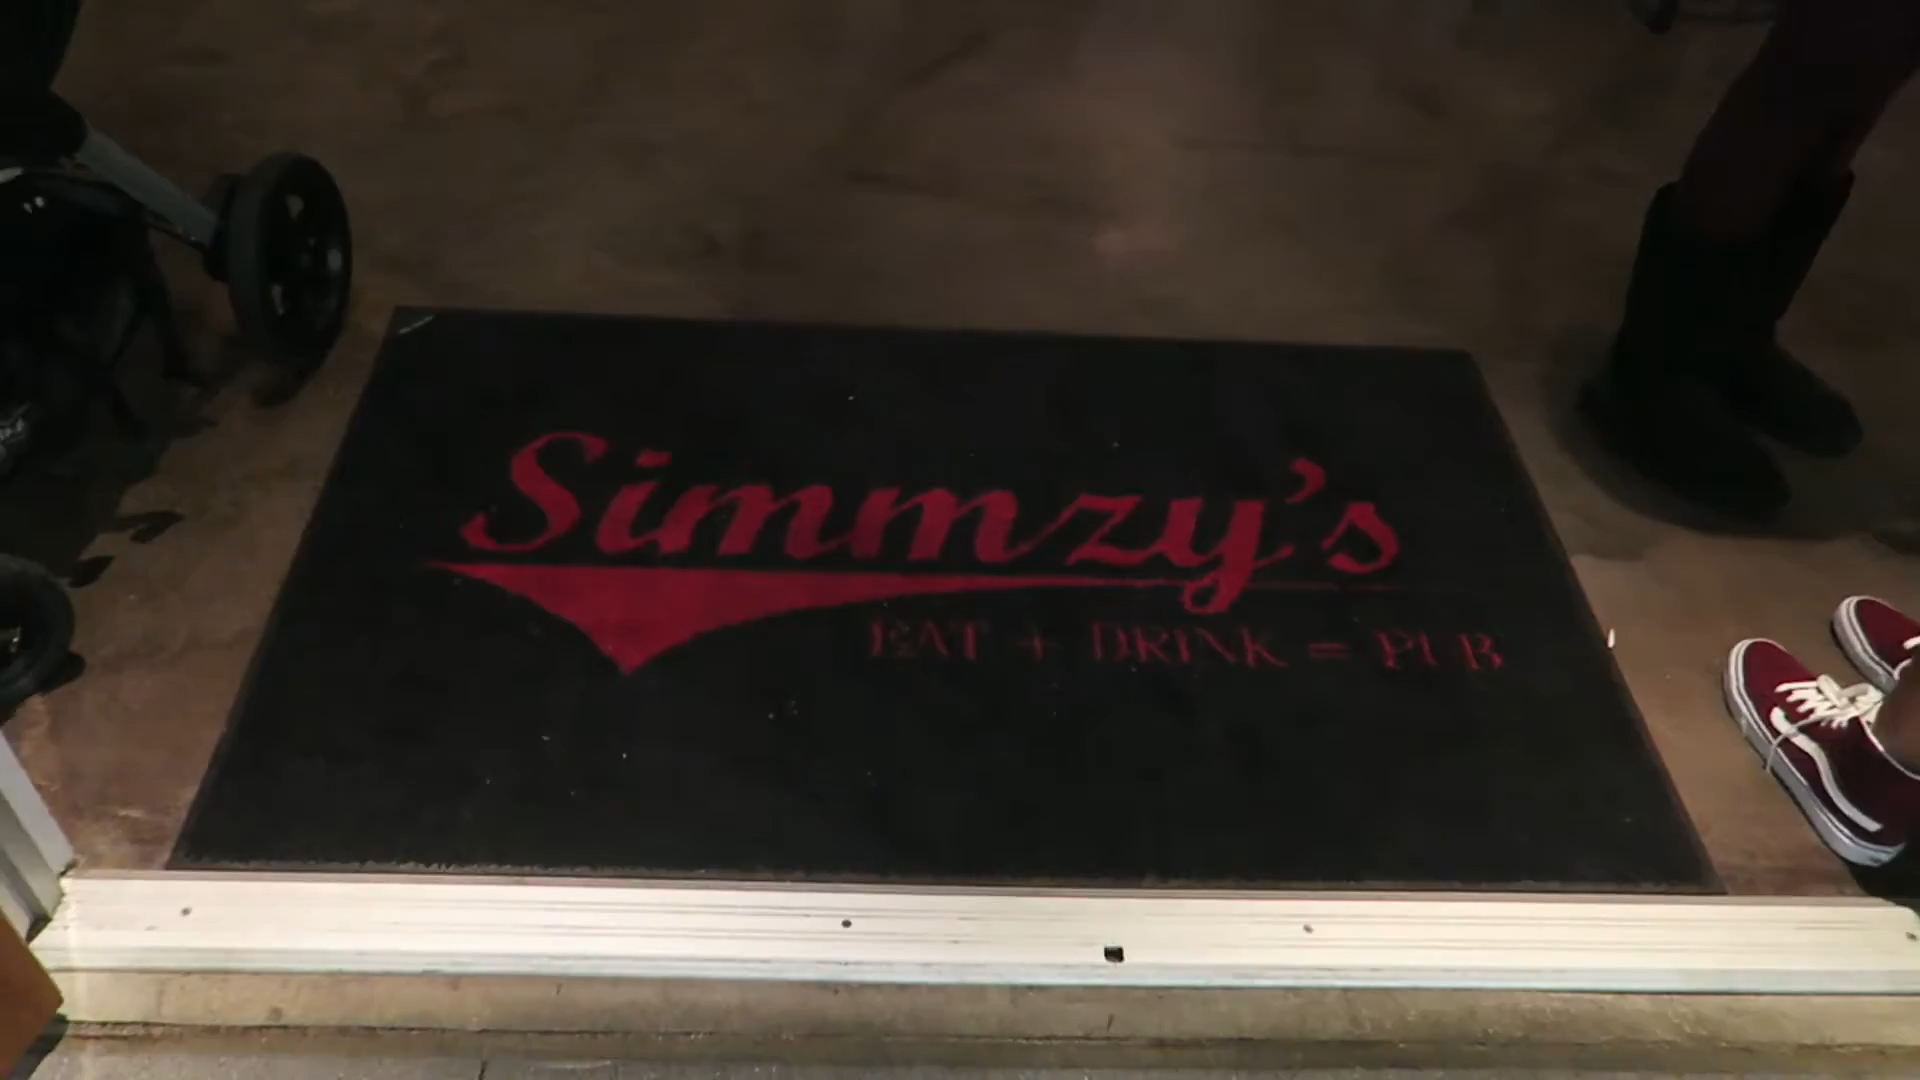 Simmzy's
EAT + DRINK = PUB